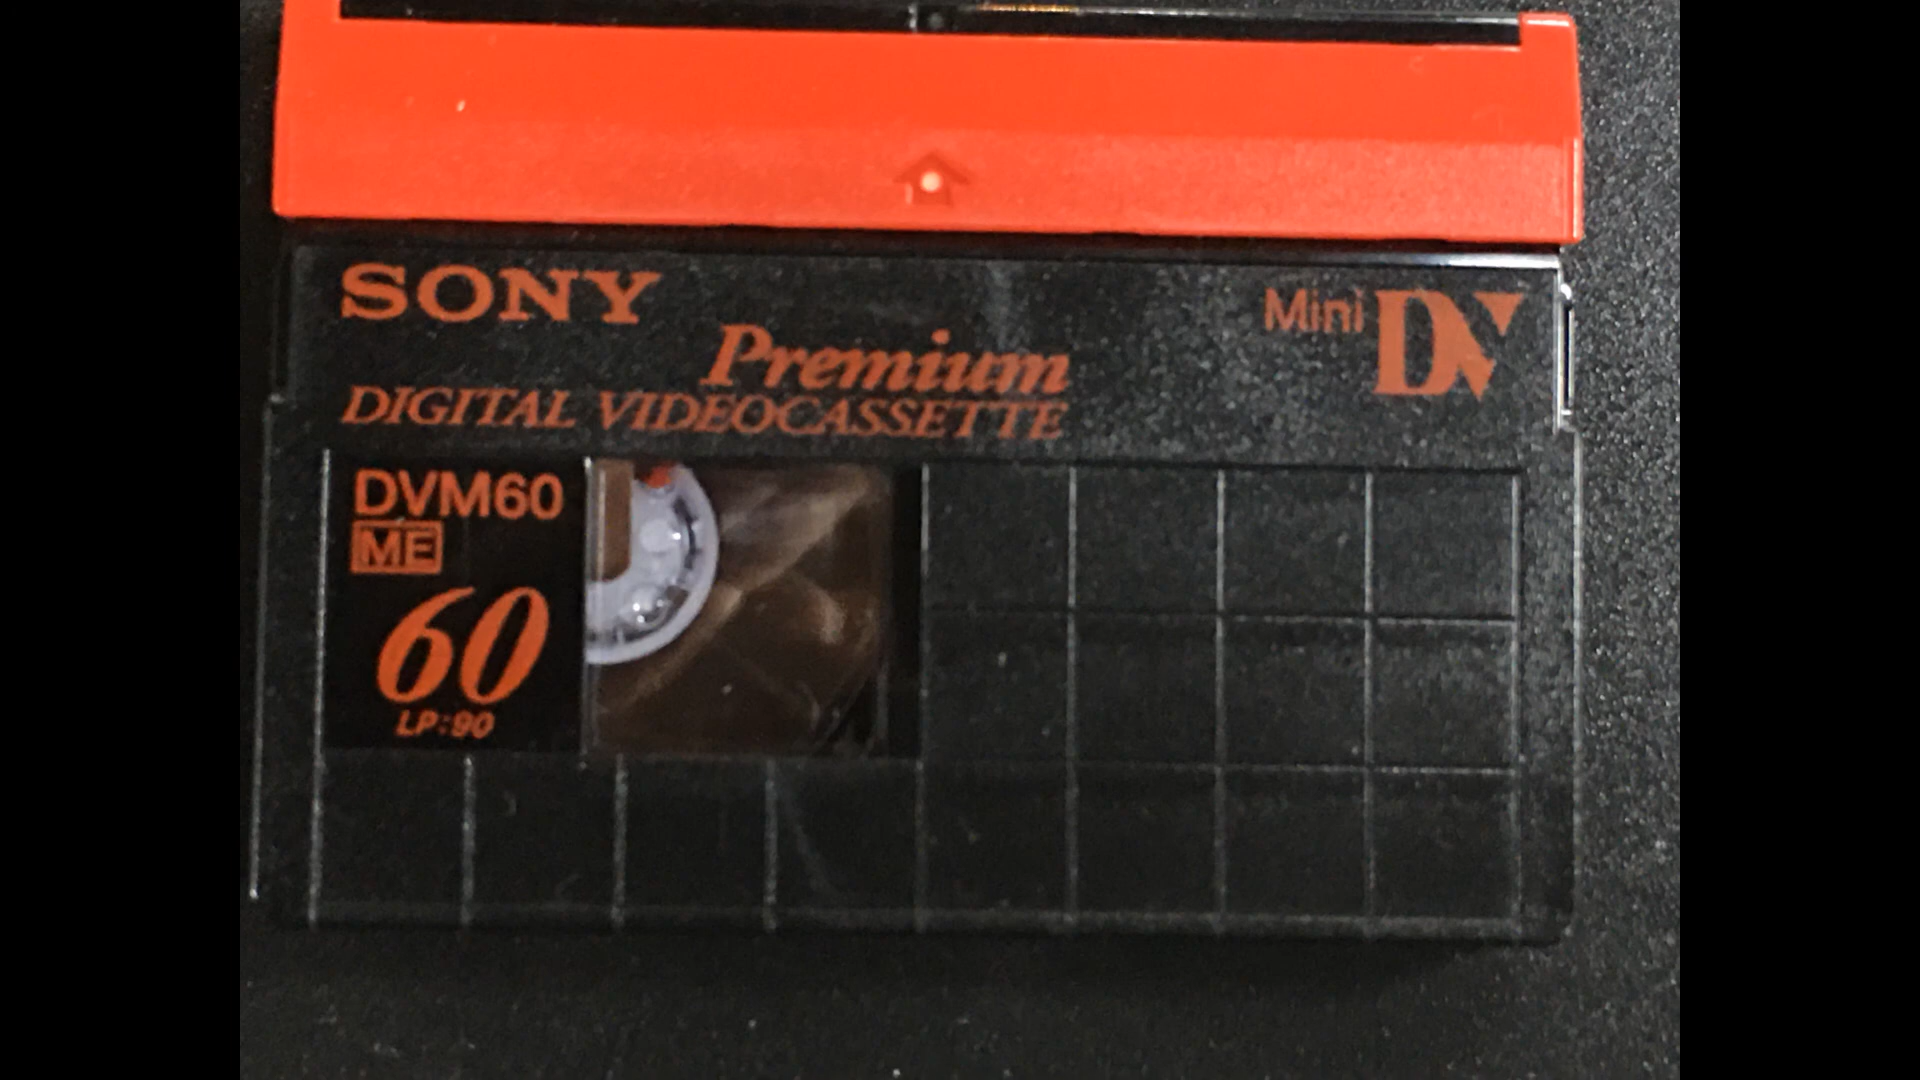 SONY
Mini DV
Premium
DIGITAL VIDEOCASSETTE
DVM60
ME
60
LP:90